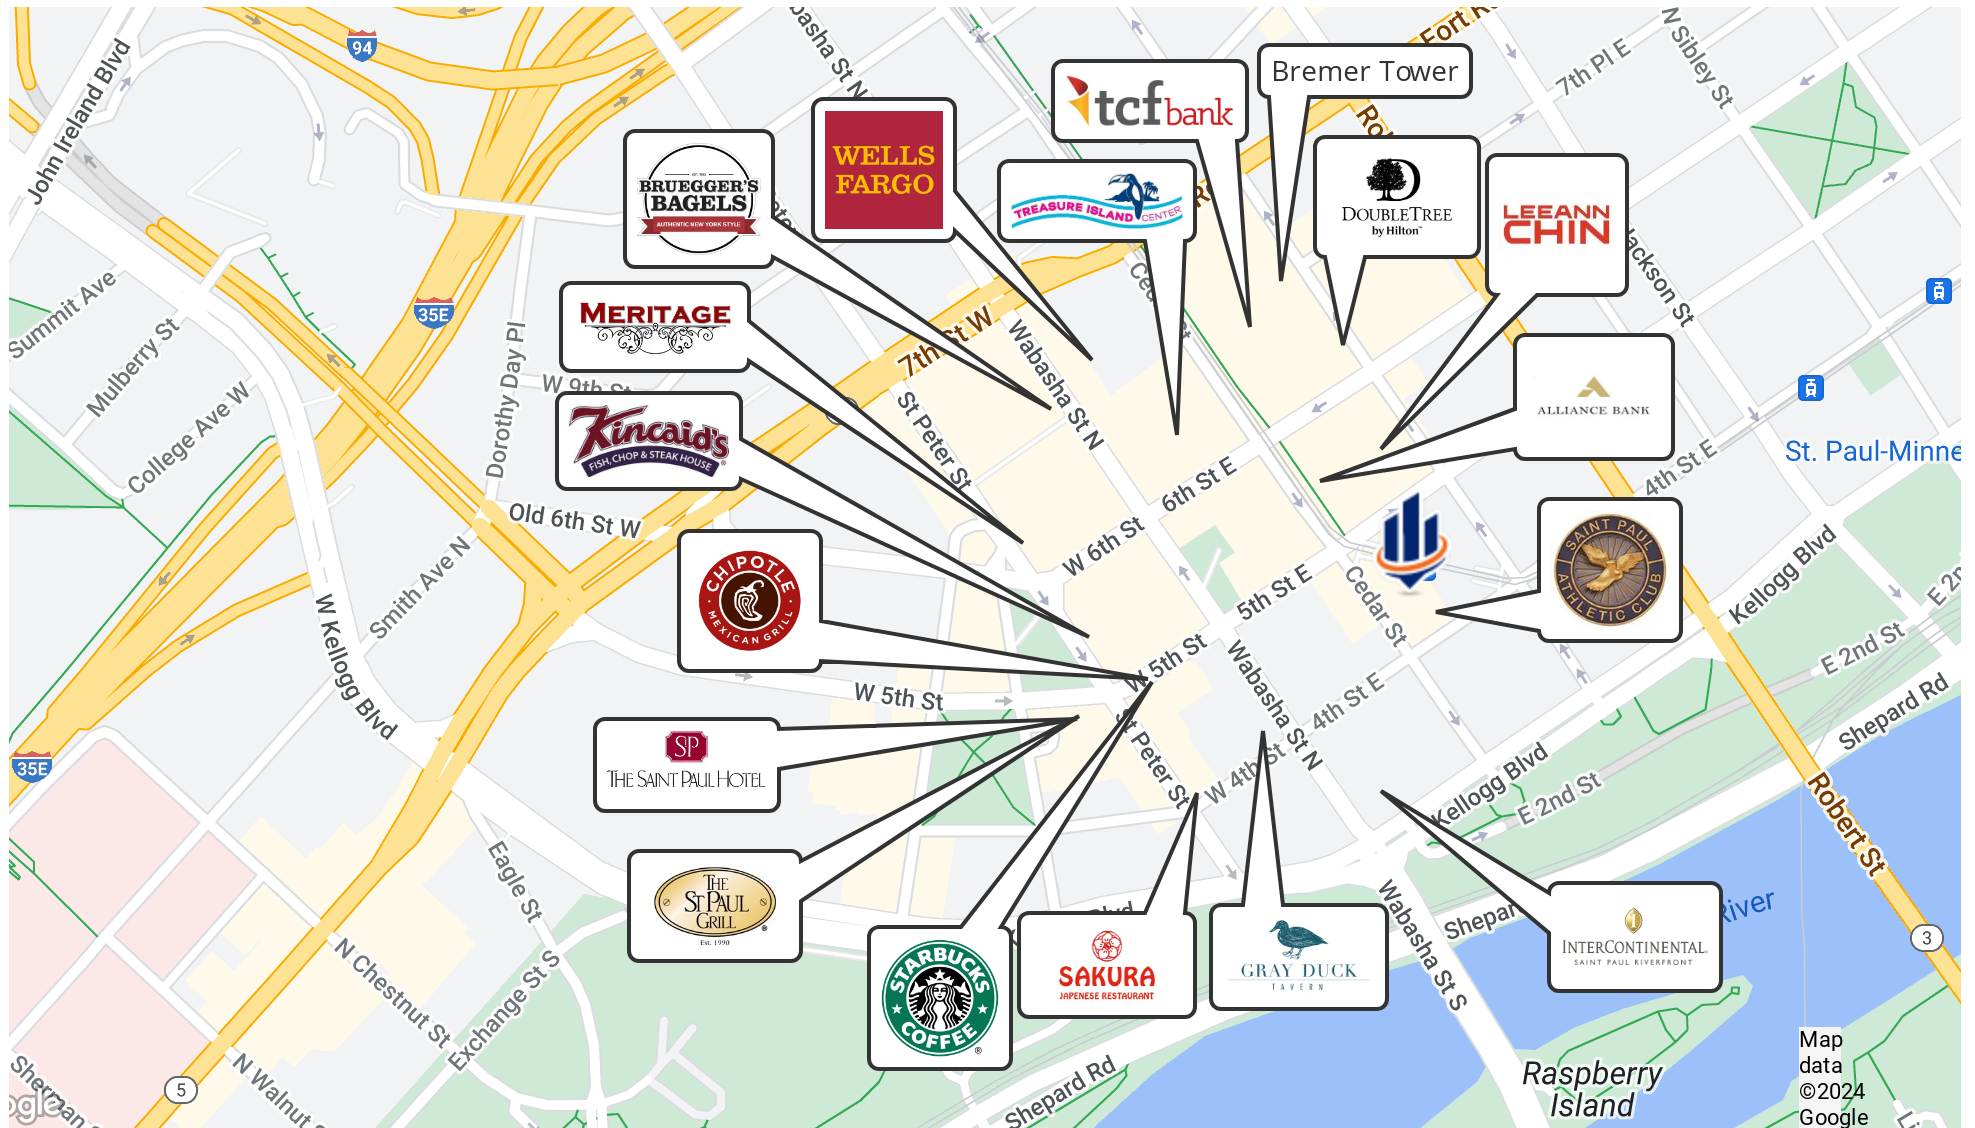 94
John Ireland Blvd
basha St N
Fort R
7th Pl E
N Sibley St
Bremer Tower
tcf bank
WELLS
FARGO
EST. 1983
BRUEGGER'S
BAGELS
AUTHENTIC NEW YORK STYLE
TREASURE ISLAND CENTER
DOUBLETREE
by Hilton™
LEEANN
CHIN
Jackson St
Summit Ave
Mulberry St
College Ave W
35E
MERITAGE
7th St W
Wabasha St N
W 9th St
Dorothy Day Pl
St Peter St
Kincaid's
FISH, CHOP & STEAK HOUSE
ALLIANCE BANK
St. Paul-Minne
4th St E
6th St E
W 6th St
Old 6th St W
Smith Ave N
W Kellogg Blvd
CHIPOTLE
MEXICAN GRILL
5th St E
Cedar St
SAINT PAUL
ATHLETIC CLUB
Kellogg Blvd
E 2nd St
Shepard Rd
W 5th St
W 5th St
Wabasha St N
4th St E
W 4th St
St Peter St
SP
THE SAINT PAUL HOTEL
35E
Kellogg Blvd
E 2nd St
Robert St
THE
ST PAUL
GRILL
Est. 1990
Eagle St
N Chestnut St
Exchange St S
N Walnut S
Sherman
STARBUCKS
COFFEE
Blvd
SAKURA
JAPENESE RESTAURANT
GRAY DUCK
TAVERN
Shepar
Wabasha St S
INTERCONTINENTAL.
SAINT PAUL RIVERFRONT
River
3
5
Shepard Rd
Raspberry
Island
Map
data
©2024
Google